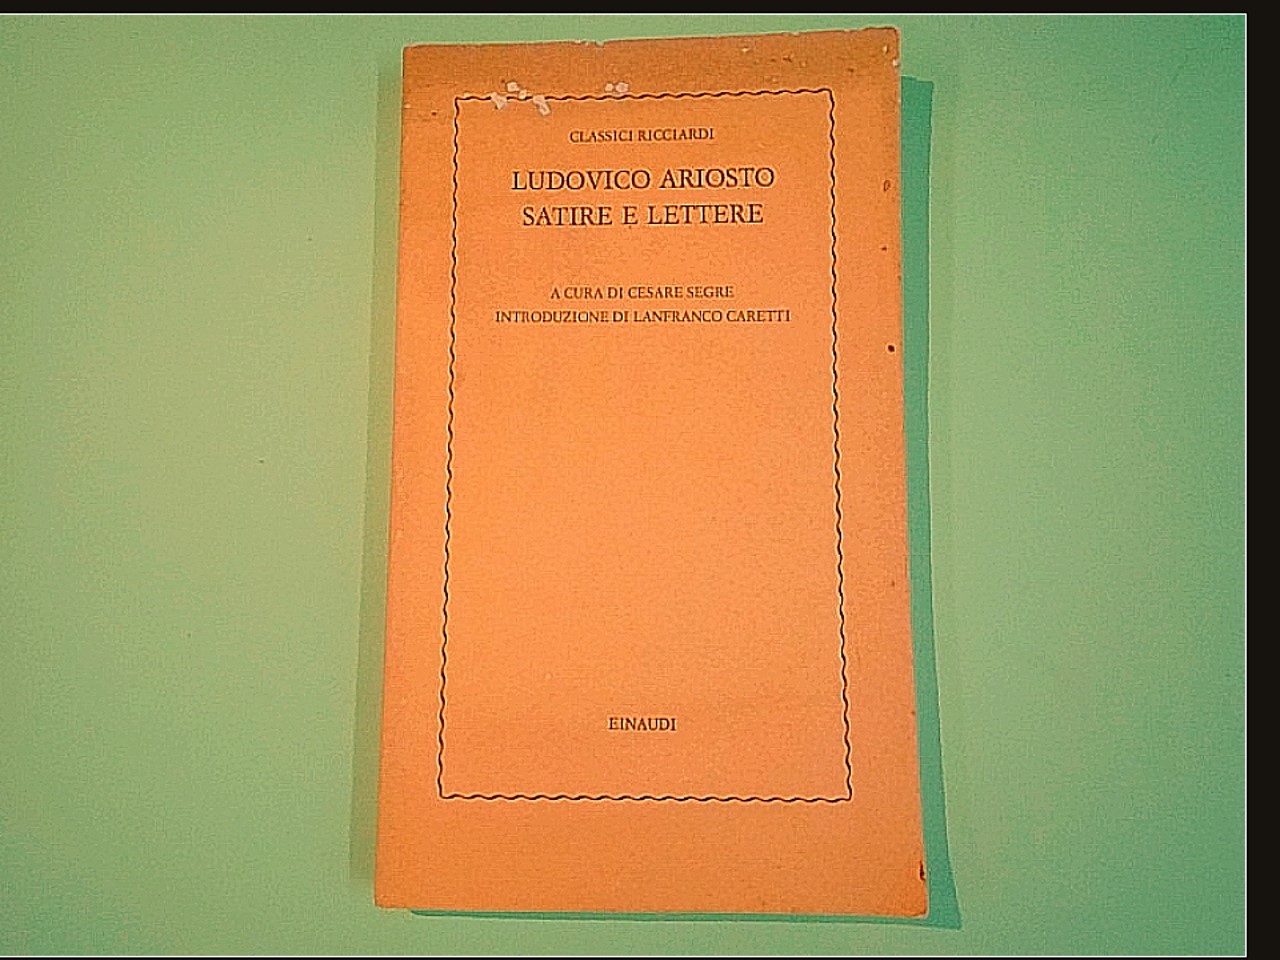 CLASSICI RICCIARDI
LUDOVICO ARIOSTO
SATIRE E LETTERE
A CURA DI CESARE SEGRE
INTRODUZIONE DI LANFRANCO CARETTI
EINAUDI